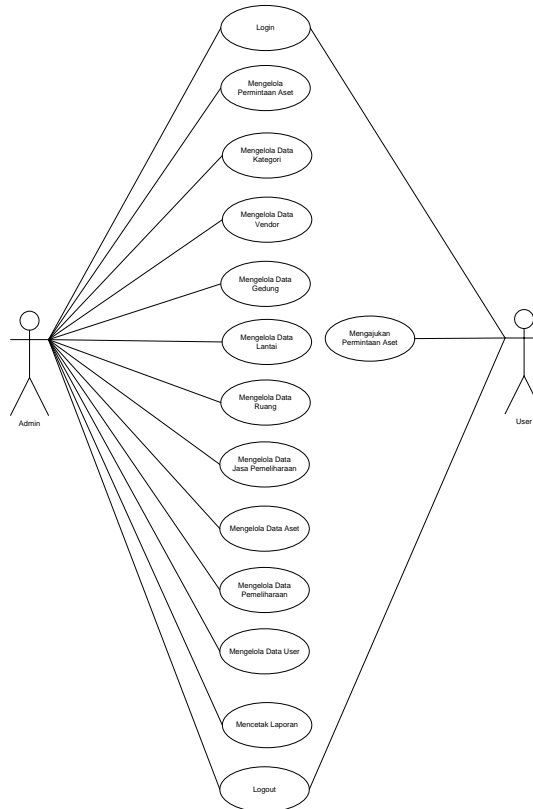 Login
Mengelola
Permintaan Aset
Mengelola Data
Kategori
Mengelola Data
Vendor
Mengelola Data
Gedung
Mengelola Data
Lantai
Mengajukan
Permintaan Aset
Admin
User
Mengelola Data
Ruang
Mengelola Data
Jasa Pemeliharaan
Mengelola Data Aset
Mengelola Data
Pemeliharaan
Mengelola Data User
Mencetak Laporan
Logout